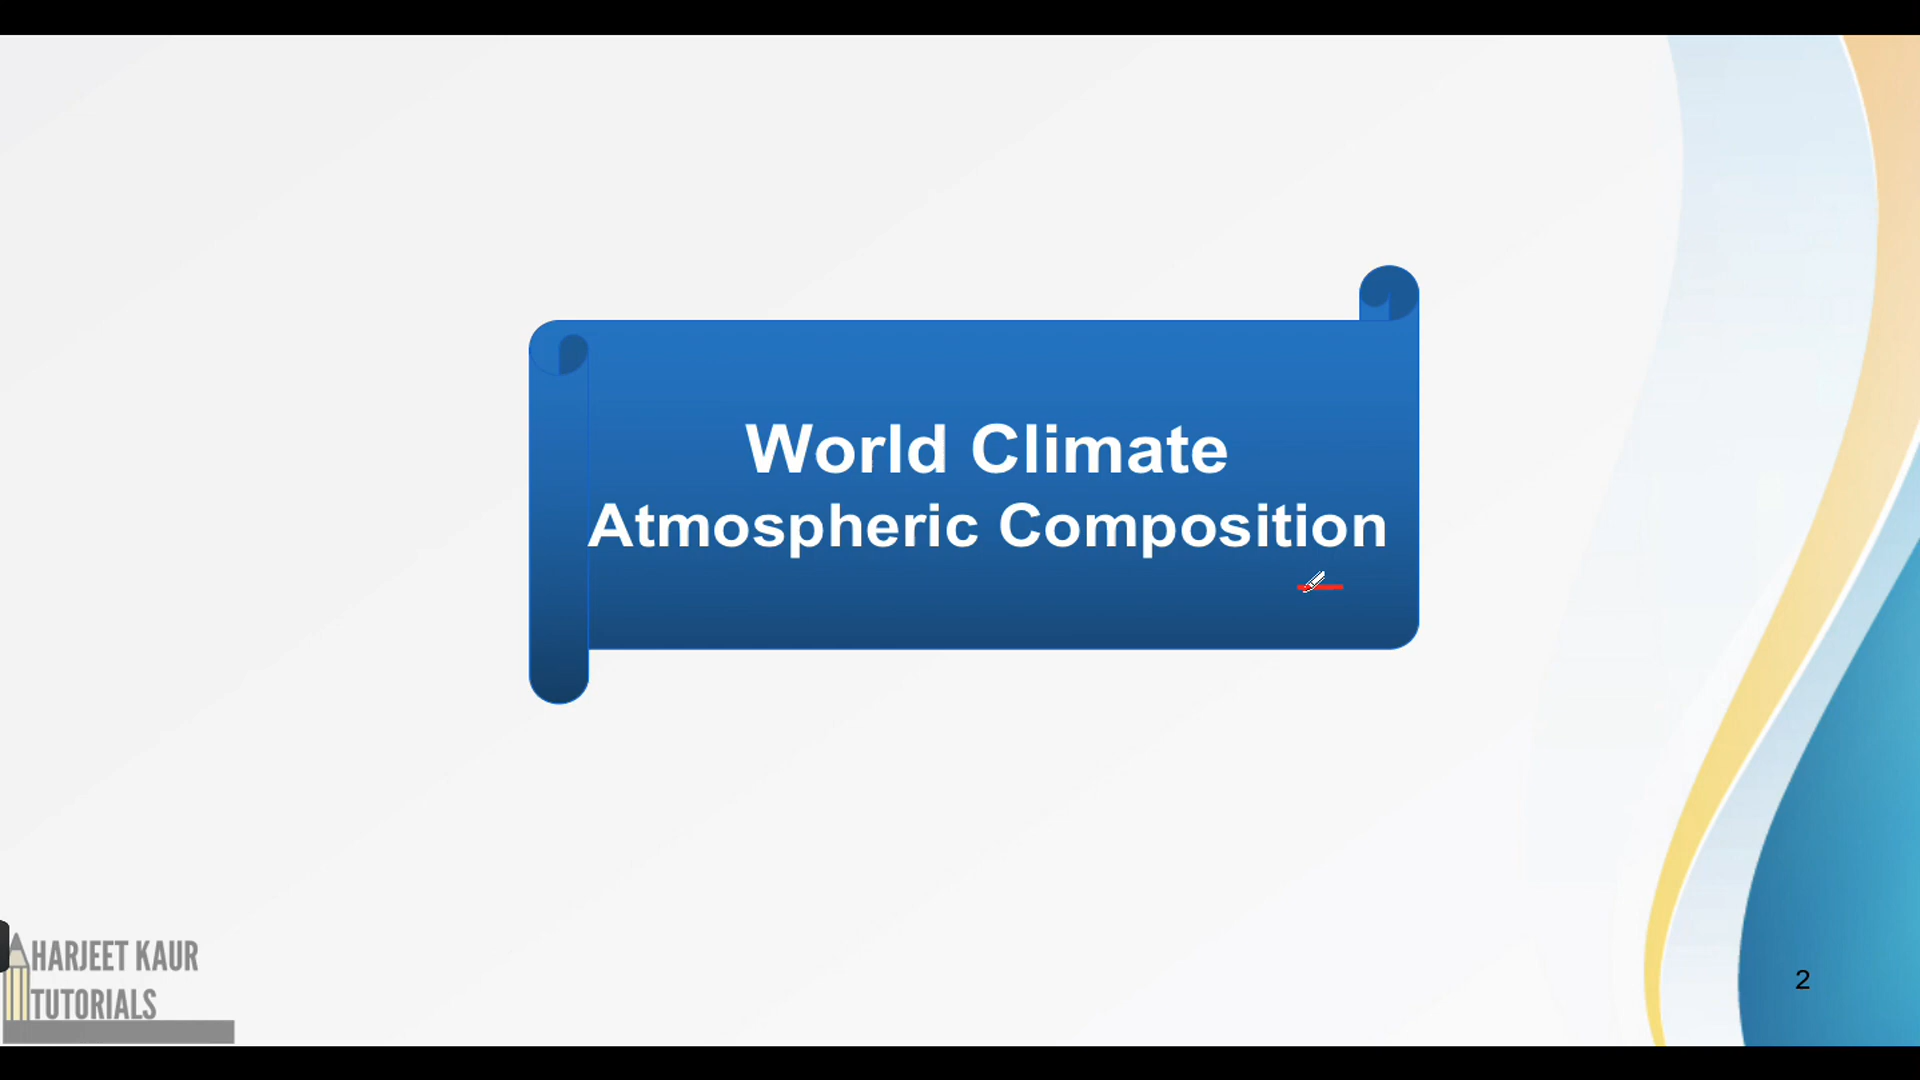 World Climate
Atmospheric Composition
HARJEET KAUR
TUTORIALS
2